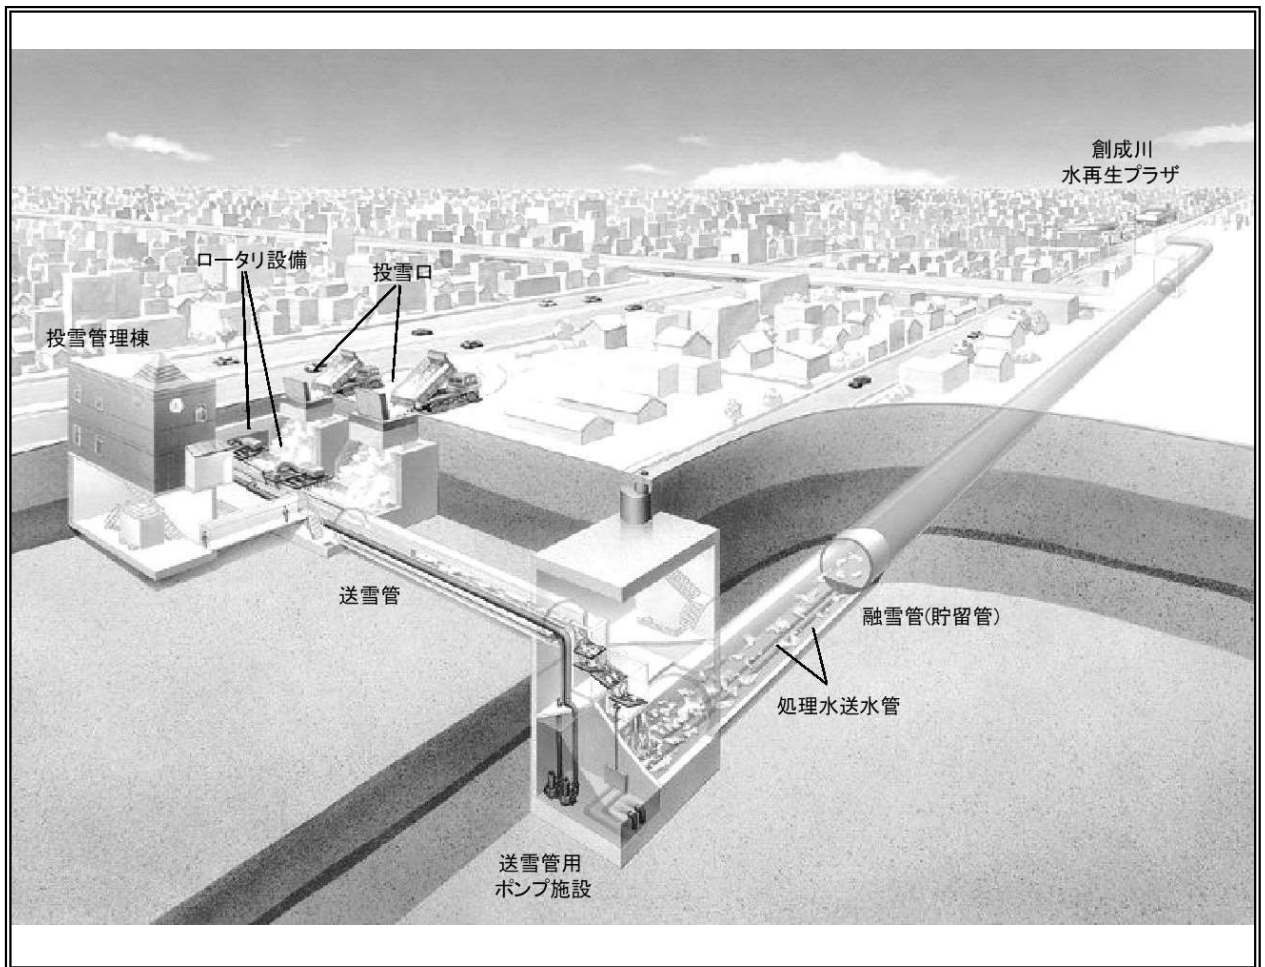 創成川
水再生プラザ
ロータリ設備
投雪口
投雪管理棟
送雪管
融雪管(貯留管)
処理水送水管
送雪管用
ポンプ施設